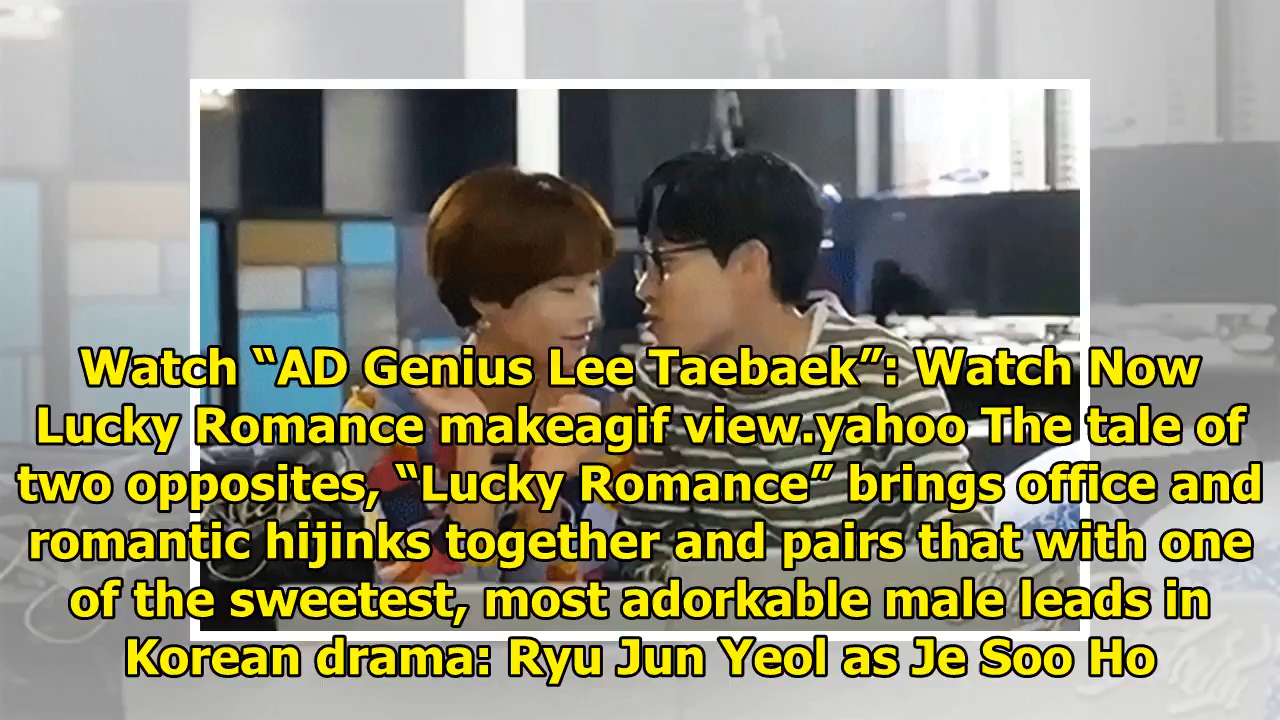 Watch “AD Genius Lee Taebaek”: Watch Now
Lucky Romance makeagif view.yahoo The tale of
two opposites, “Lucky Romance” brings office and
romantic hijinks together and pairs that with one
of the sweetest, most adorkable male leads in
Korean drama: Ryu Jun Yeol as Je Soo Ho